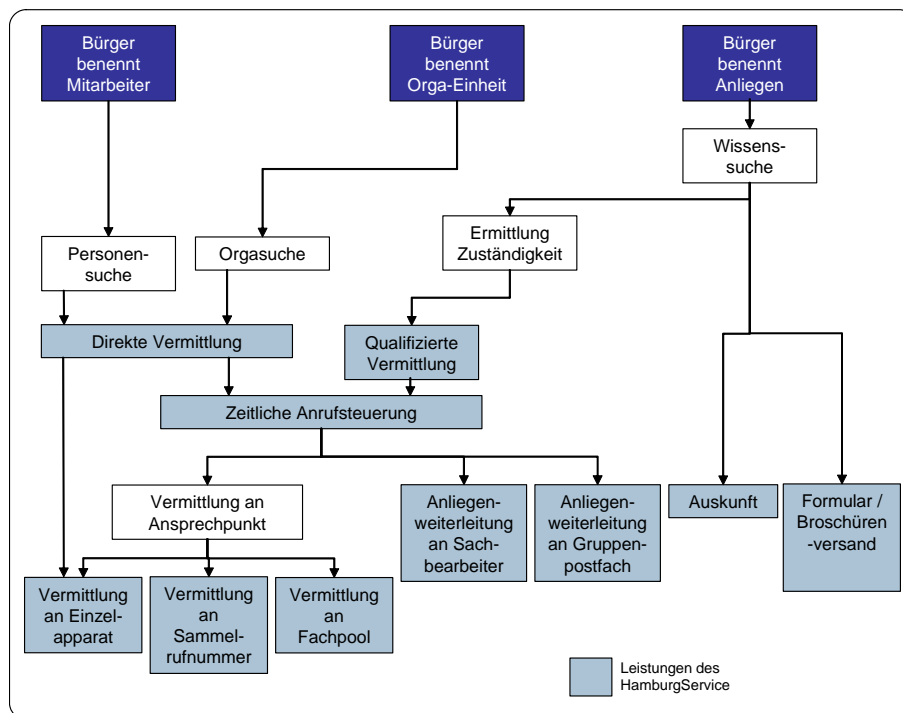 Bürger
benennt
Mitarbeiter
Bürger
benennt
Orga-Einheit
Bürger
benennt
Anliegen
Wissens-
suche
Personen-
suche
Orgasuche
Ermittlung
Zuständigkeit
Direkte Vermittlung
Qualifizierte
Vermittlung
Zeitliche Anrufsteuerung
Vermittlung an
Ansprechpunkt
Anliegen-
weiterleitung
an Sach-
bearbeiter
Anliegen-
weiterleitung
an Gruppen-
postfach
Auskunft
Formular /
Broschüren
-versand
Vermittlung
an Einzel-
apparat
Vermittlung
an
Sammel-
rufnummer
Vermittlung
an
Fachpool
Leistungen des
HamburgService